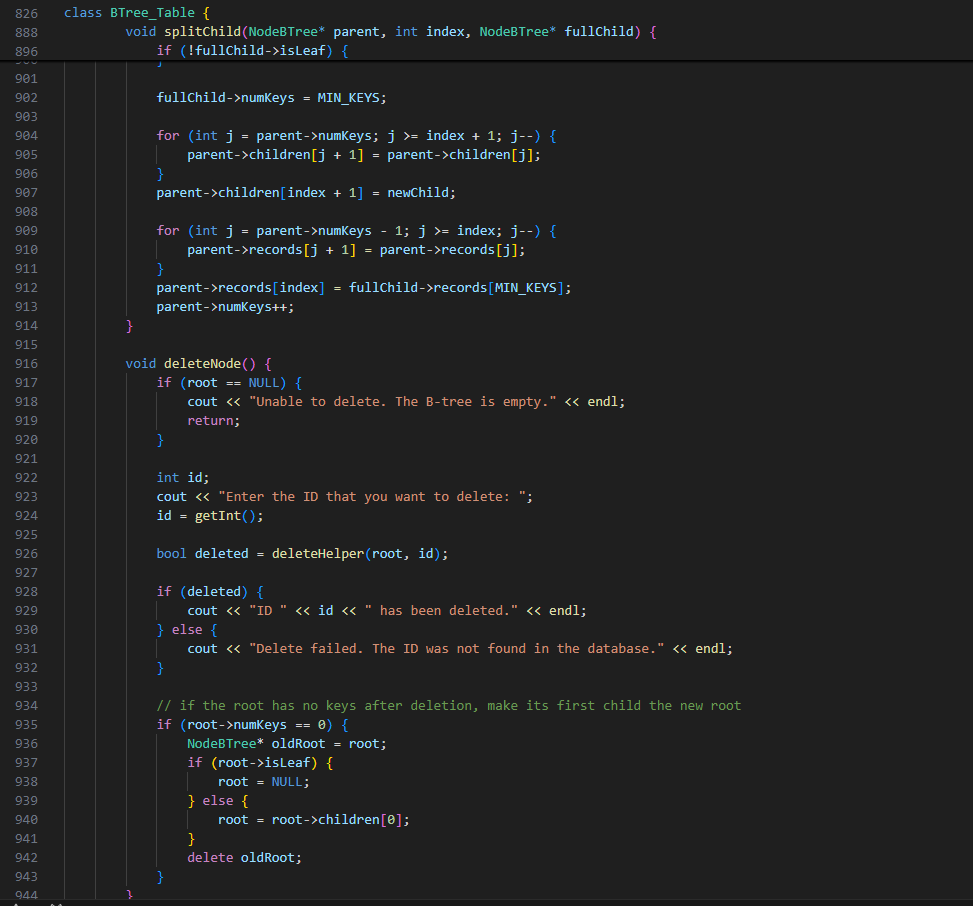 826 class BTree_Table {
888 void splitChild(NodeBTree* parent, int index, NodeBTree* fullChild) {
896 if (!fullChild->isLeaf) {
900 }
901
902 fullChild->numKeys = MIN_KEYS;
903
904 for (int j = parent->numKeys; j >= index + 1; j--) {
905 parent->children[j + 1] = parent->children[j];
906 }
907 parent->children[index + 1] = newChild;
908
909 for (int j = parent->numKeys - 1; j >= index; j--) {
910 parent->records[j + 1] = parent->records[j];
911 }
912 parent->records[index] = fullChild->records[MIN_KEYS];
913 parent->numKeys++;
914 }
915
916 void deleteNode() {
917 if (root == NULL) {
918 cout << "Unable to delete. The B-tree is empty." << endl;
919 return;
920 }
921
922 int id;
923 cout << "Enter the ID that you want to delete: ";
924 id = getInt();
925
926 bool deleted = deleteHelper(root, id);
927
928 if (deleted) {
929 cout << "ID " << id << " has been deleted." << endl;
930 } else {
931 cout << "Delete failed. The ID was not found in the database." << endl;
932 }
933
934 // if the root has no keys after deletion, make its first child the new root
935 if (root->numKeys == 0) {
936 NodeBTree* oldRoot = root;
937 if (root->isLeaf) {
938 root = NULL;
939 } else {
940 root = root->children[0];
941 }
942 delete oldRoot;
943 }
944 }